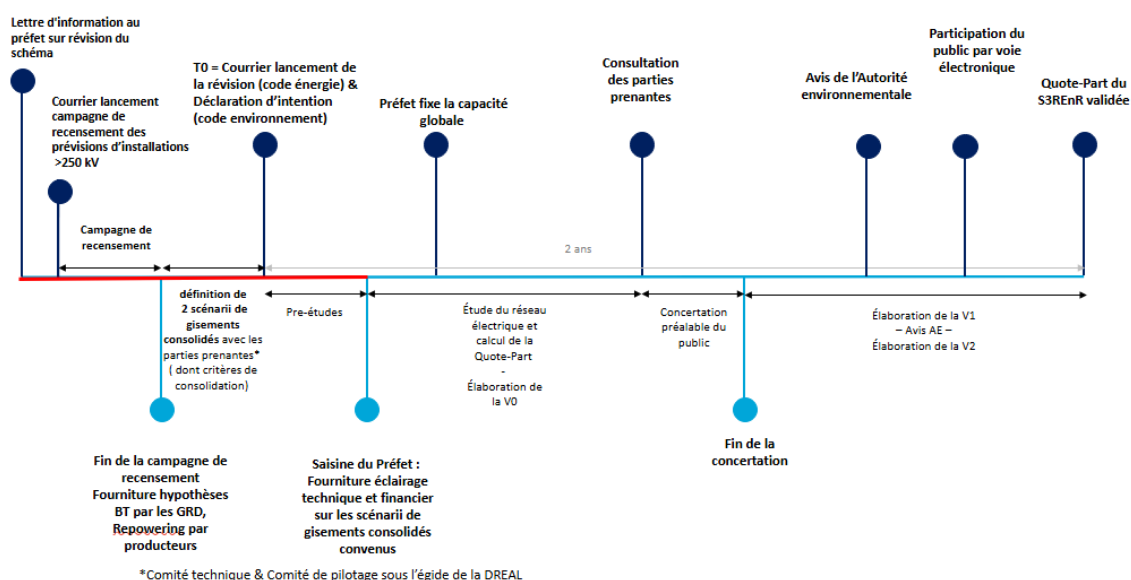 Lettre d'information au
préfet sur révision du
schéma
Courrier lancement
campagne de
recensement des
prévisions d'installations
>250 kV
T0 = Courrier lancement de
la révision (code énergie) &
Déclaration d'intention
(code environnement)
Préfet fixe la capacité
globale
Consultation
des parties
prenantes
Avis de l'Autorité
environnementale
Participation du
public par voie
électronique
Quote-Part du
S3REnR validée
Campagne de
recensement
2 ans
définition de
2 scénarii de
gisements
consolidés avec les
parties prenantes*
( dont critères de
consolidation)
Pre-études
Étude du réseau
électrique et
calcul de la
Quote-Part
-
Élaboration de
la V0
Concertation
préalable du
public
Élaboration de la V1
– Avis AE –
Élaboration de la V2
Fin de la campagne de
recensement
Fourniture hypothèses
BT par les GRD,
Repowering par
producteurs
Saisine du Préfet :
Fourniture éclairage
technique et financier
sur les scénarii de
gisements consolidés
convenus
Fin de la
concertation
*Comité technique & Comité de pilotage sous l'égide de la DREAL